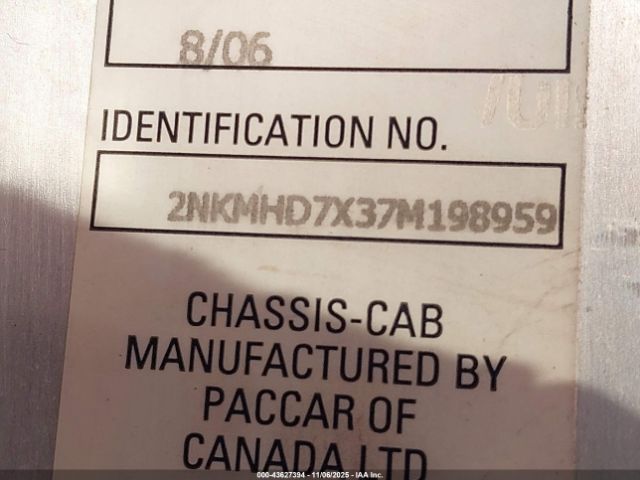 8/06
IDENTIFICATION NO.
2NKMHD7X37M198959
CHASSIS-CAB
MANUFACTURED BY
PACCAR OF
CANADA LTD
000-43627394 - 11/06/2025 - IAA Inc.